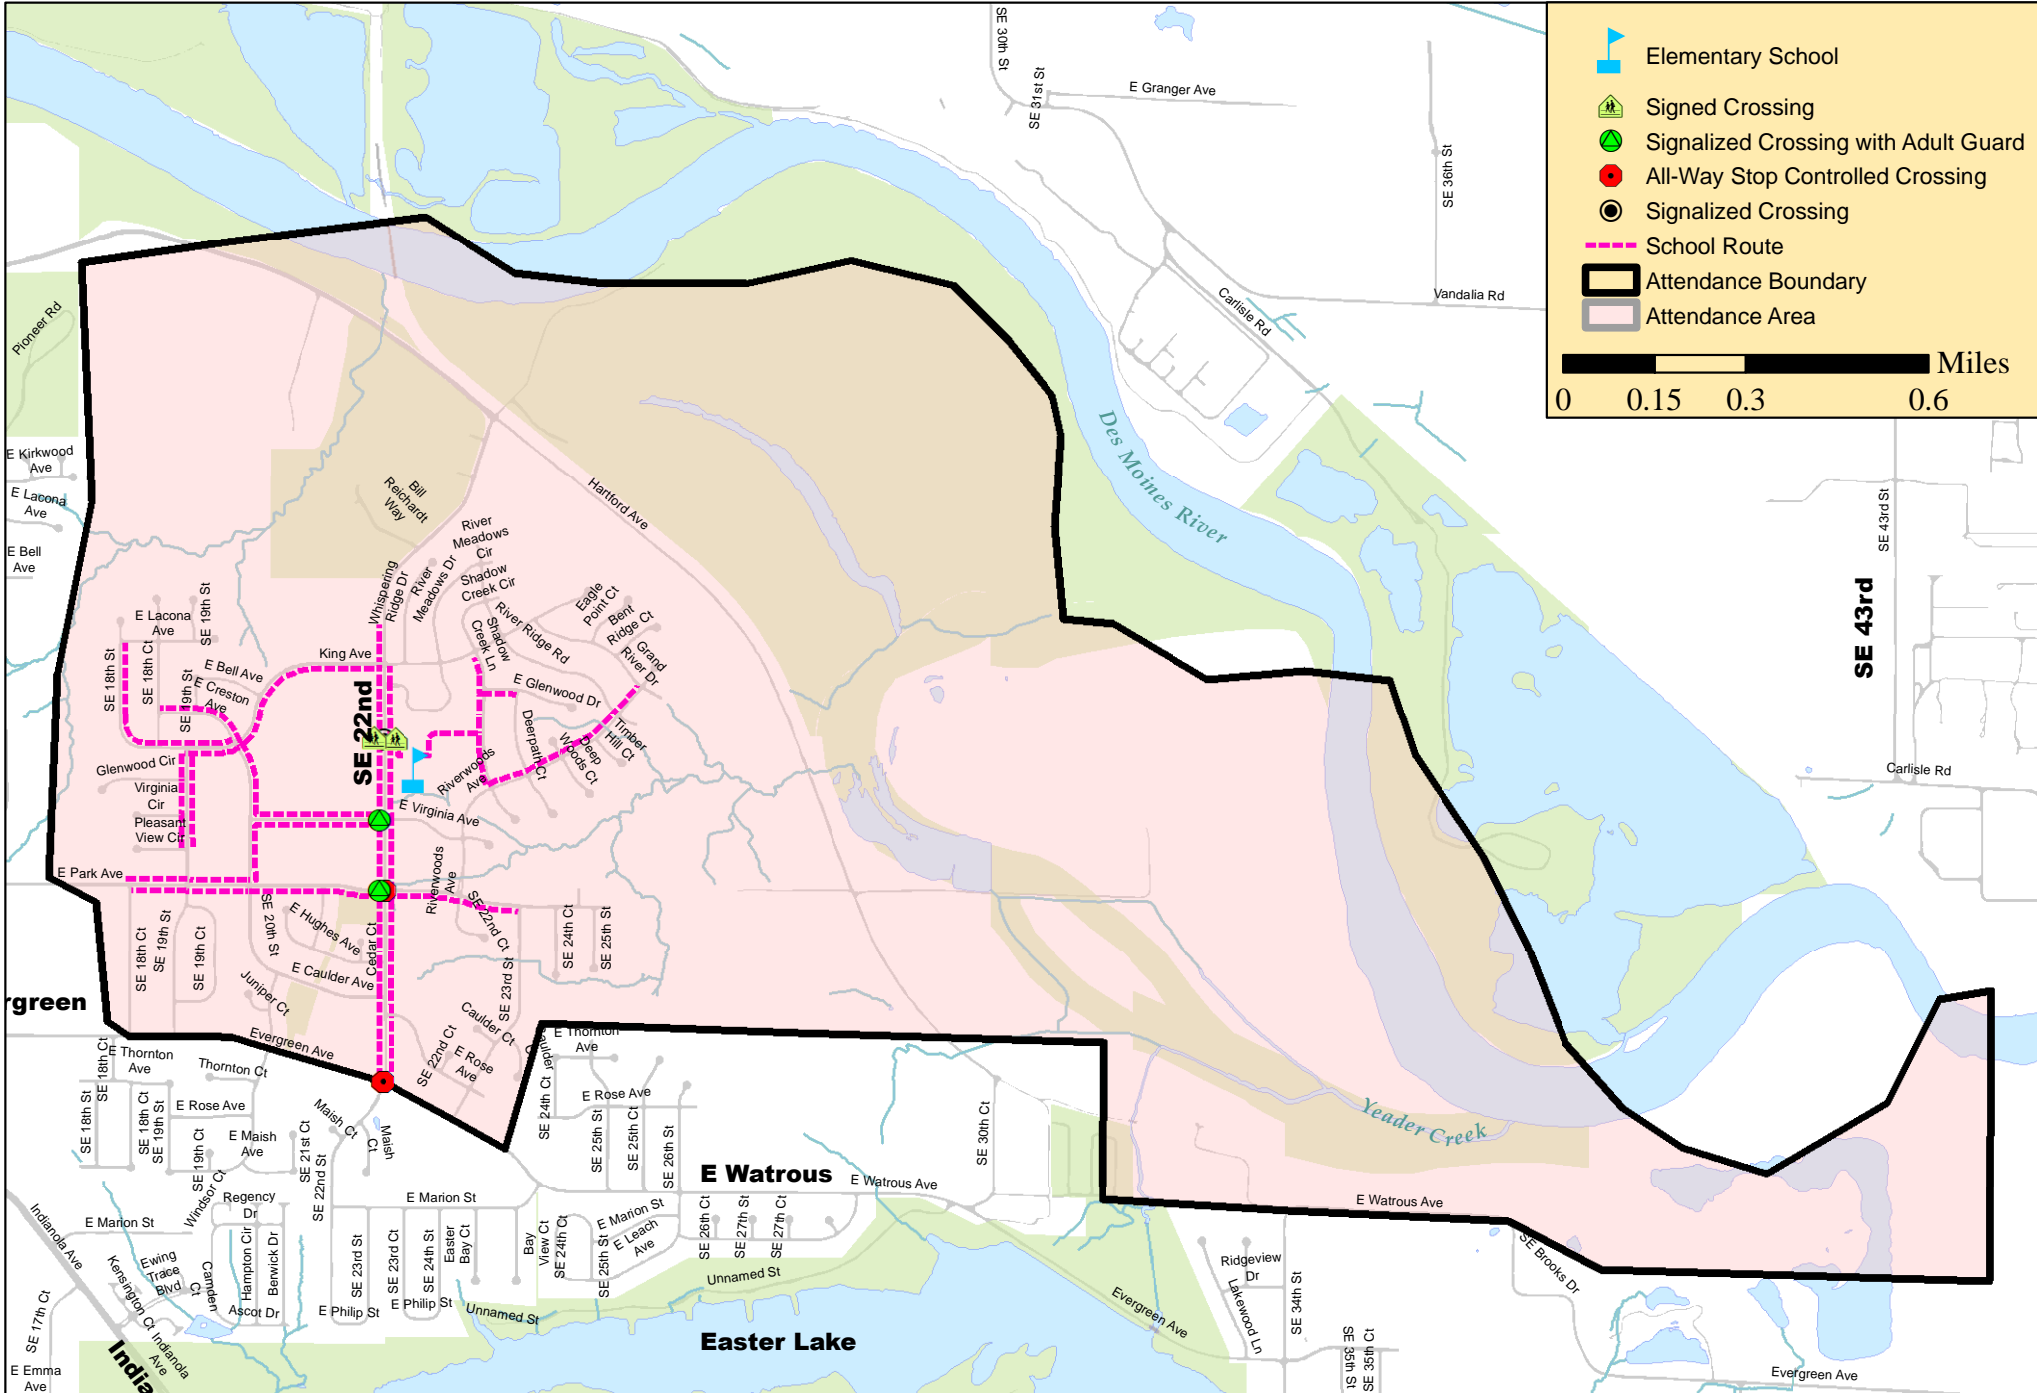 Elementary School
Signed Crossing
Signalized Crossing with Adult Guard
All-Way Stop Controlled Crossing
Signalized Crossing
School Route
Attendance Boundary
Attendance Area
Miles
0 0.15 0.3 0.6
SE 30th St
SE 31st St
E Granger Ave
SE 36th St
Vandalia Rd
Carlisle Rd
Pioneer Rd
Des Moines River
Hartford Ave
E Kirkwood
Ave
E Lacona
Ave
E Bell
Ave
Bill
Reichardt
Way
River
Meadows
Cir
Whispering
Ridge Dr
River
Meadows Dr
Shadow
Creek Cir
Shadow
Creek Ln
River Ridge Rd
Eagle
Point Ct
Bent
Ridge Ct
Grand
River Dr
E Lacona
Ave
SE 19th St
SE 18th St
SE 18th Ct
SE 19th St
E Bell Ave
E Creston
Ave
King Ave
SE 22nd
E Glenwood Dr
Deerpath Ct
Deep
Woods Ct
Timber
Hill Ct
Riverwoods
Ave
Glenwood Cir
Virginia
Cir
Pleasant
View Cir
E Virginia Ave
E Park Ave
Riverwoods
Ave
SE 22nd Ct
SE 18th Ct
SE 19th St
SE 19th Ct
SE 20th St
E Hughes Ave
Cedar Ct
E Caulder Ave
Juniper Ct
SE 23rd St
SE 24th Ct
SE 25th St
Caulder Ct
SE 22nd Ct
E Rose
Ave
rgreen
Evergreen Ave
SE 43rd St
SE 43rd
Carlisle Rd
E Thornton
Ave
SE 18th Ct
Thornton Ct
E Thornton
Ave
SE 24th Ct
E Rose Ave
SE 18th St
SE 18th Ct
SE 19th St
E Rose Ave
SE 19th Ct
E Maish
Ave
SE 21st Ct
Maish Ct
Maish
Ct
SE 22nd St
Windsor Ct
SE 25th St
SE 25th Ct
SE 26th St
SE 30th Ct
Yeader Creek
E Watrous
E Watrous Ave
E Watrous Ave
Regency
Dr
E Marion St
E Marion St
E Marion St
E Leach
Ave
Indianola Ave
Kensington Ct
Ewing
Trace
Blvd
Camden
Ct
Hampton Cir
Berwick Dr
Ascot Dr
SE 23rd St
SE 23rd Ct
SE 24th St
Easter
Bay Ct
Bay
View Ct
SE 24th Ct
SE 25th St
SE 26th Ct
SE 27th St
SE 27th Ct
Unnamed St
Unnamed St
E Philip St
E Philip St
Easter Lake
Evergreen Ave
Ridgeview
Dr
Lakewood Ln
SE 34th St
SE 35th St
SE 35th Ct
SE Brooks Dr
Evergreen Ave
SE 17th Ct
E Emma
Ave
Indianola
Ave
India